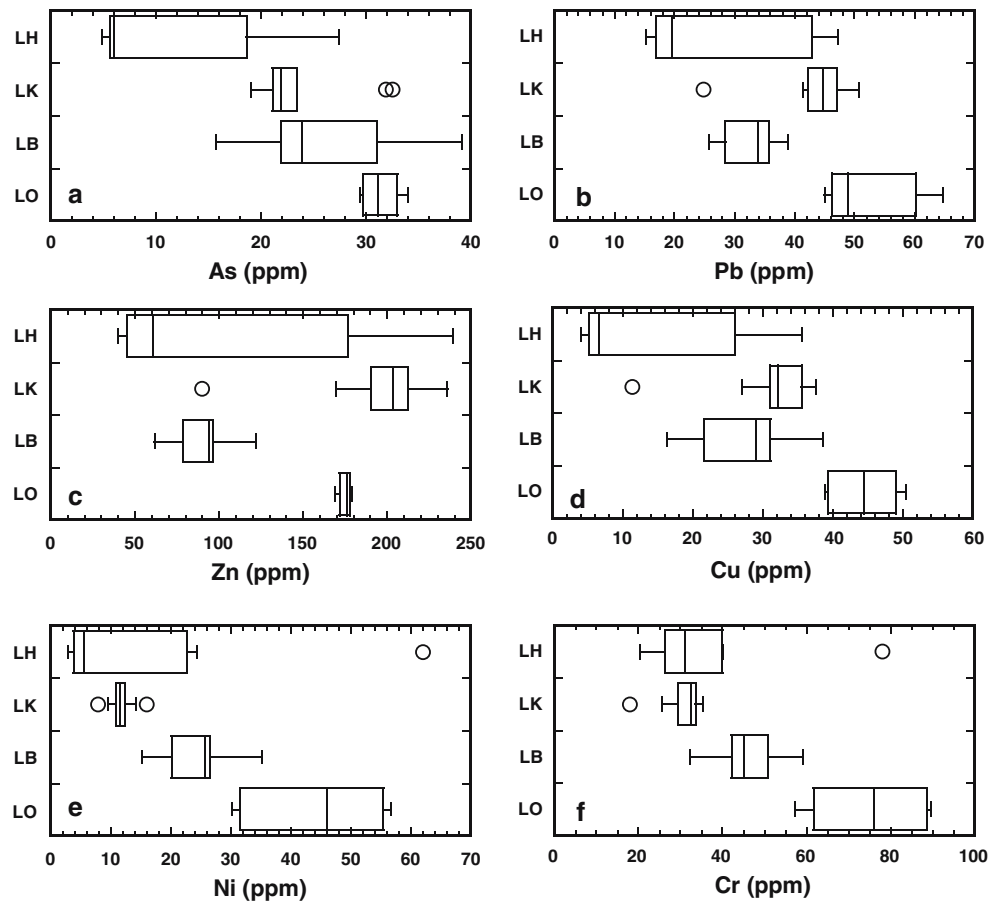 LH
LK
LB
LO
a
0 10 20 30 40
As (ppm)
LH
LK
LB
LO
b
0 10 20 30 40 50 60 70
Pb (ppm)
LH
LK
LB
LO
c
0 50 100 150 200 250
Zn (ppm)
LH
LK
LB
LO
d
0 10 20 30 40 50 60
Cu (ppm)
LH
LK
LB
LO
e
0 10 20 30 40 50 60 70
Ni (ppm)
LH
LK
LB
LO
f
0 20 40 60 80 100
Cr (ppm)